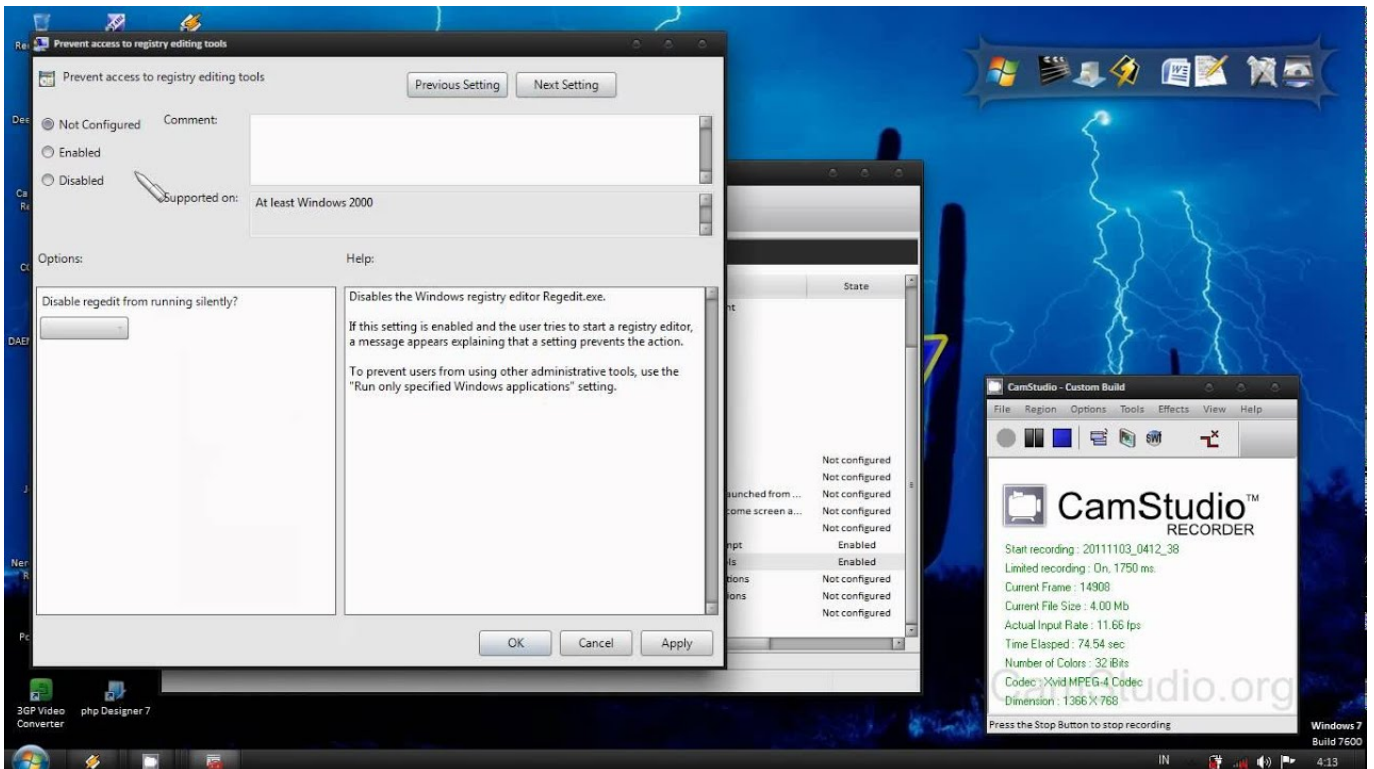 Prevent access to registry editing tools
Prevent access to registry editing tools
Previous Setting
Next Setting
Not Configured
Comment:
Enabled
Disabled
Supported on:
At least Windows 2000
Options:
Help:
Disable regedit from running silently?
Disables the Windows registry editor Regedit.exe.
If this setting is enabled and the user tries to start a registry editor,
a message appears explaining that a setting prevents the action.
To prevent users from using other administrative tools, use the
"Run only specified Windows applications" setting.
OK
Cancel
Apply
State
Not configured
Not configured
Not configured
Not configured
Not configured
Enabled
Enabled
Not configured
Not configured
Not configured
CamStudio - Custom Build
File Region Options Tools Effects View Help
CamStudio™
RECORDER
Start recording : 20111103_0412_38
Limited recording : On, 1750 ms.
Current Frame : 14908
Current File Size : 4.00 Mb
Actual Input Rate : 11.66 fps
Time Elasped : 74.54 sec
Number of Colors : 32 iBits
Codec : Xvid MPEG-4 Codec
Dimension : 1366 X 768
CamStudio.org
Press the Stop Button to stop recording
3GP Video
Converter
php Designer 7
Windows 7
Build 7600
IN
4:13